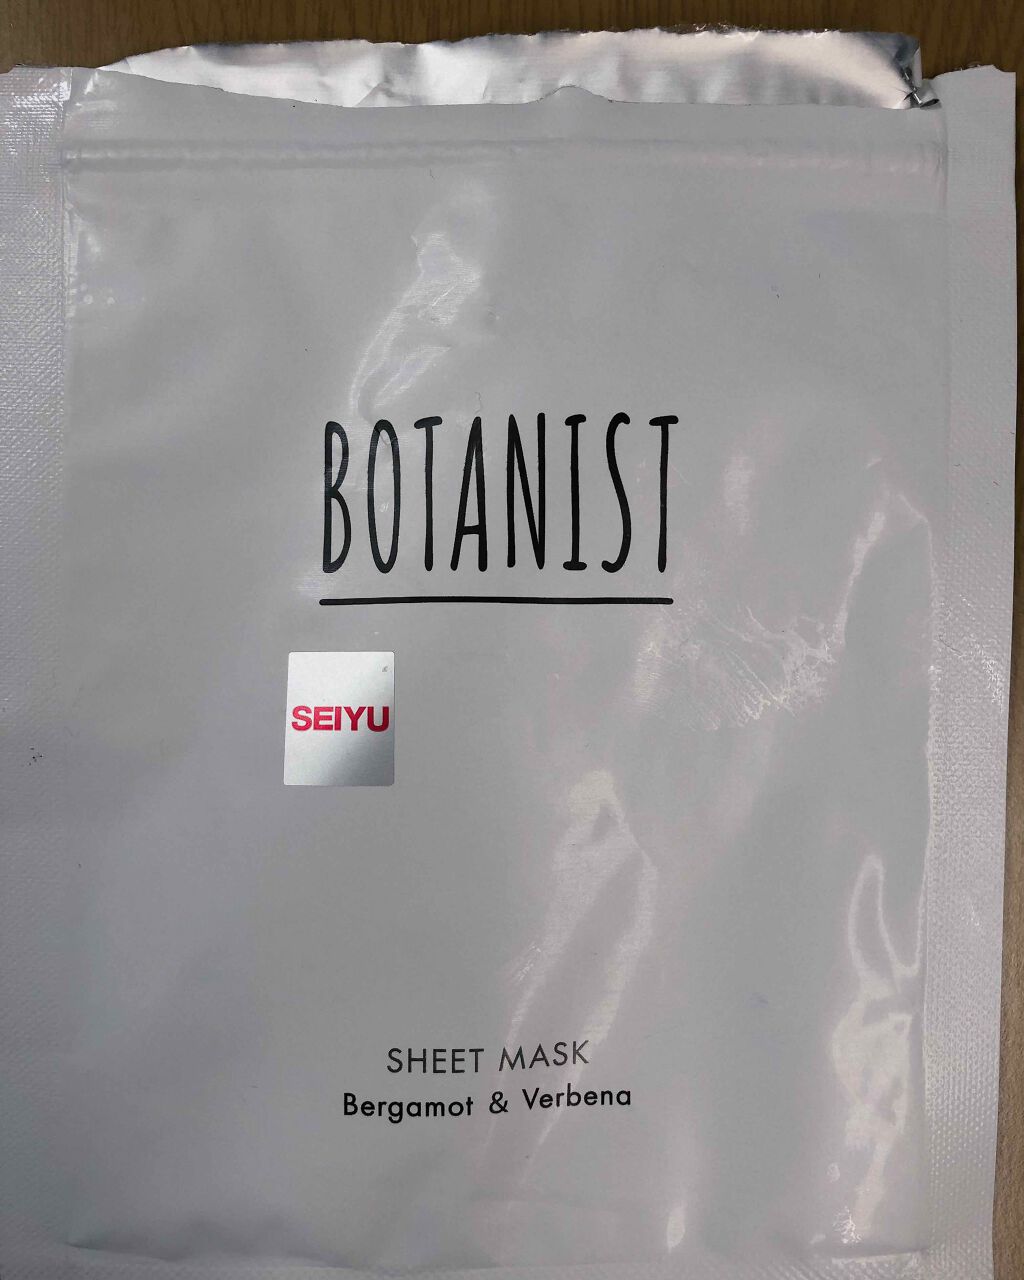 BOTANIST
SEIYU
SHEET MASK
Bergamot & Verbena